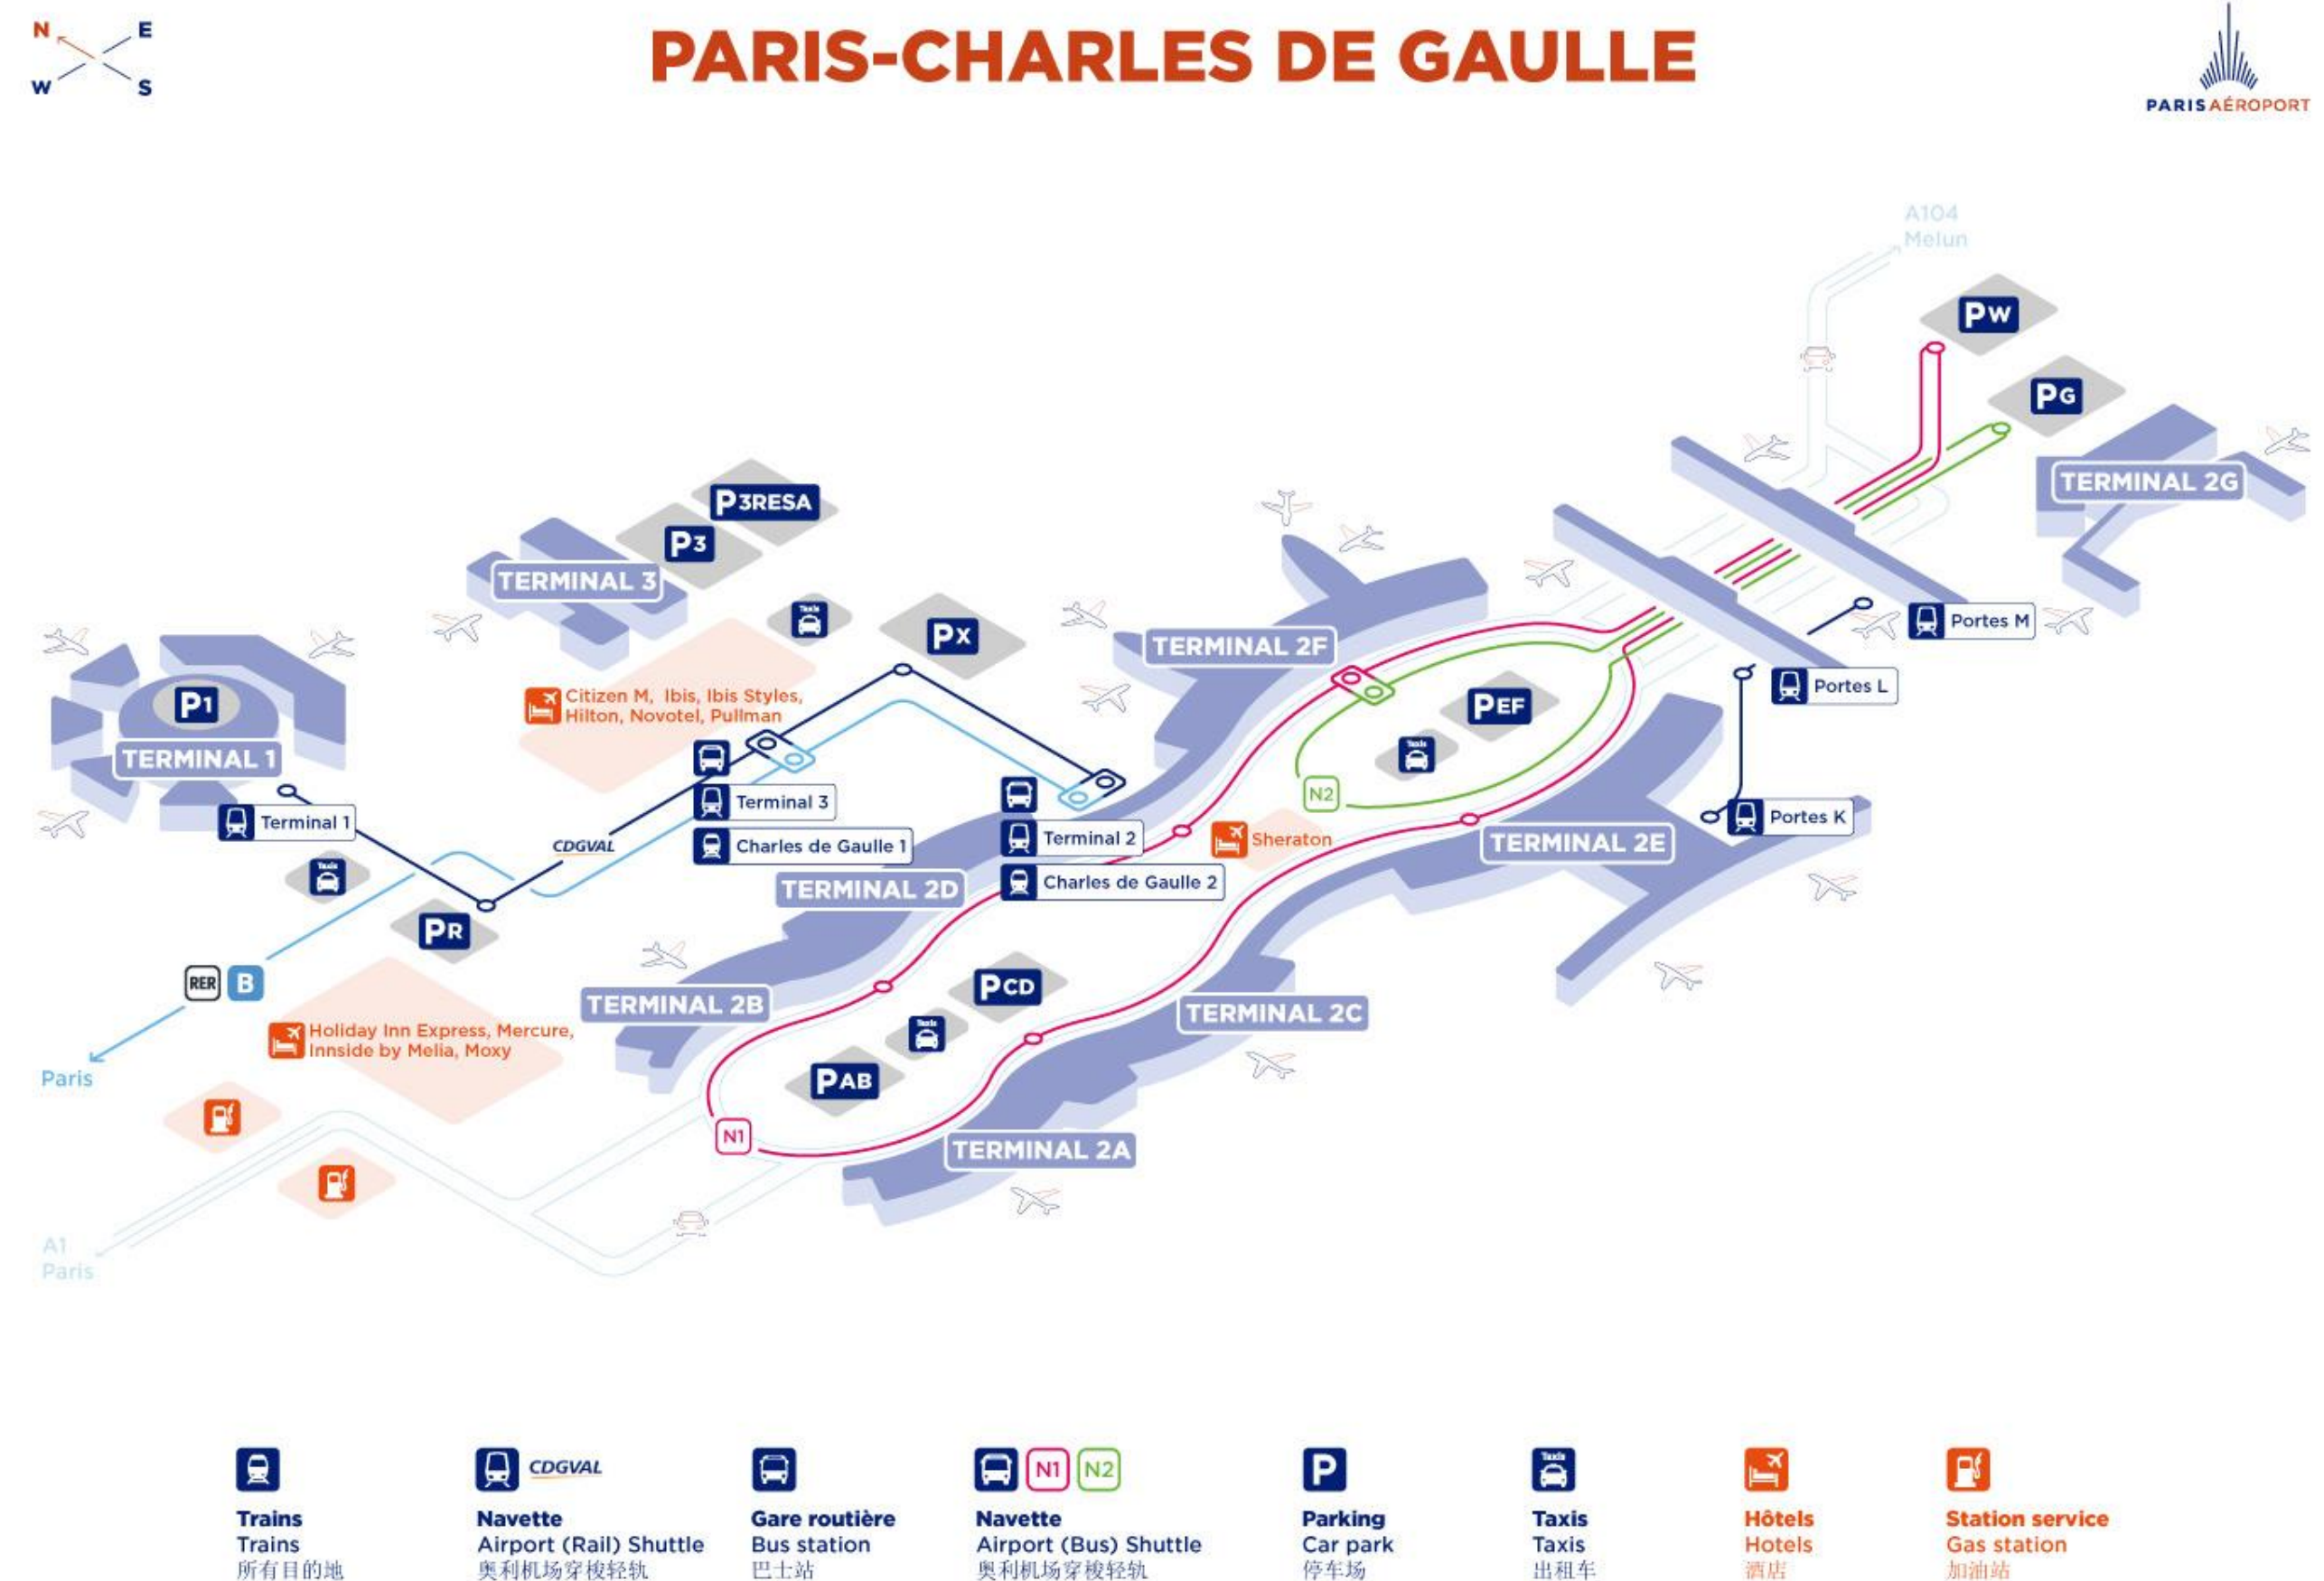 N
E
W
S
PARIS-CHARLES DE GAULLE
PARISAÉROPORT
A104
Melun
PW
PG
TERMINAL 2G
P3RESA
P3
TERMINAL 3
Taxis
PX
TERMINAL 2F
Portes M
Portes L
P1
TERMINAL 1
Terminal 1
Citizen M, Ibis, Ibis Styles,
Hilton, Novotel, Pullman
PEF
Taxis
N2
Terminal 3
CDGVAL
Charles de Gaulle 1
Terminal 2
Sheraton
TERMINAL 2E
Portes K
Taxis
TERMINAL 2D
Charles de Gaulle 2
PR
RER B
PCD
TERMINAL 2B
TERMINAL 2C
Holiday Inn Express, Mercure,
Innside by Melia, Moxy
Taxis
Paris
PAB
N1
TERMINAL 2A
A1
Paris
CDGVAL
N1 N2
P
Taxis
Trains
Trains
所有目的地
Navette
Airport (Rail) Shuttle
奥利机场穿梭轻轨
Gare routière
Bus station
巴士站
Navette
Airport (Bus) Shuttle
奥利机场穿梭轻轨
Parking
Car park
停车场
Taxis
Taxis
出租车
Hôtels
Hotels
酒店
Station service
Gas station
加油站